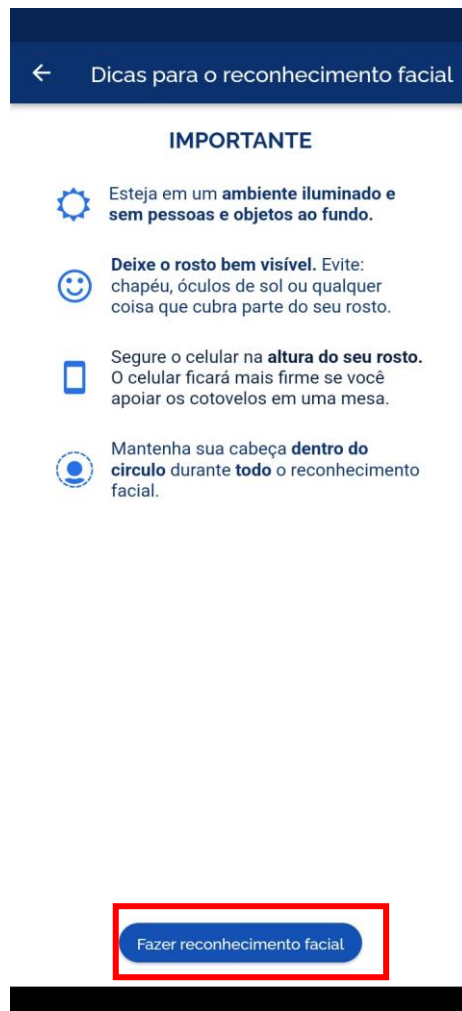 Dicas para o reconhecimento facial
IMPORTANTE
Esteja em um ambiente iluminado e
sem pessoas e objetos ao fundo.
Deixe o rosto bem visível. Evite:
chapéu, óculos de sol ou qualquer
coisa que cubra parte do seu rosto.
Segure o celular na altura do seu rosto.
O celular ficará mais firme se você
apoiar os cotovelos em uma mesa.
Mantenha sua cabeça dentro do
circulo durante todo o reconhecimento
facial.
Fazer reconhecimento facial